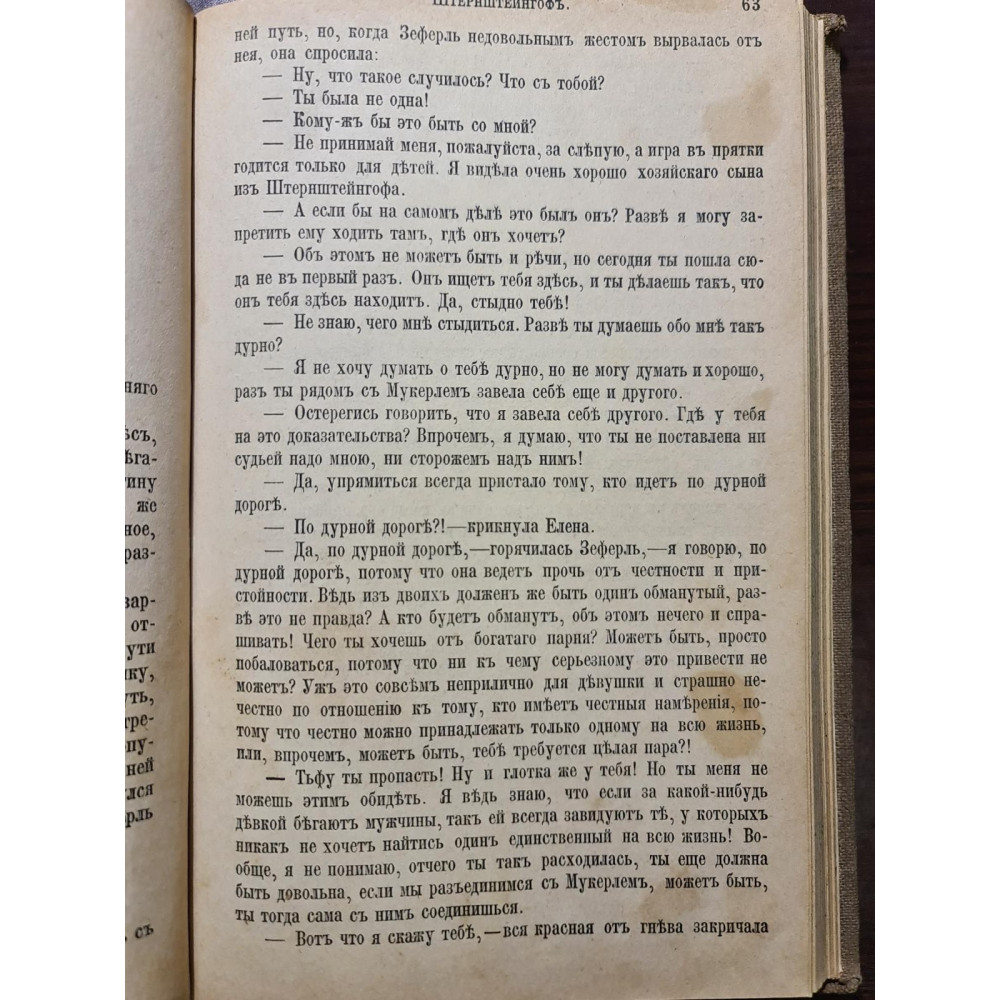 ШТЕРНШТЕЙНГОФЪ. 63
ней путь, но, когда Зеферль недовольнымъ жестомъ вырвалась отъ
нея, она спросила:
— Ну, что такое случилось? Что съ тобой?
— Ты была не одна!
— Кому-жъ бы это быть со мной?
— Не принимай меня, пожалуйста, за слѣпую, а игра въ прятки
годится только для дѣтей. Я видѣла очень хорошо хозяйскаго сына
изъ Штернштейнгофа.
— А если бы на самомъ дѣлѣ это былъ онъ? Развѣ я могу за-
претить ему ходить тамъ, гдѣ онъ хочетъ?
— Объ этомъ не можетъ быть и рѣчи, но сегодня ты пошла сю-
да не въ первый разъ. Онъ ищетъ тебя здѣсь, и ты дѣлаешь такъ, что
онъ тебя здѣсь находитъ. Да, стыдно тебѣ!
— Не знаю, чего мнѣ стыдиться. Развѣ ты думаешь обо мнѣ такъ
дурно?
— Я не хочу думать о тебѣ дурно, но не могу думать и хорошо,
разъ ты рядомъ съ Мукерлемъ завела себѣ еще и другого.
— Остерегись говорить, что я завела себѣ другого. Гдѣ у тебя
на это доказательства? Впрочемъ, я думаю, что ты не поставлена ни
судьей надо мною, ни сторожемъ надъ нимъ!
— Да, упрямиться всегда пристало тому, кто идетъ по дурной
дорогѣ.
— По дурной дорогѣ?!—крикнула Елена.
— Да, по дурной дорогѣ,—горячилась Зеферль,—я говорю, по
дурной дорогѣ, потому что она ведетъ прочь отъ честности и при-
стойности. Вѣдь изъ двоихъ долженъ же быть одинъ обманутый, раз-
вѣ это не правда? А кто будетъ обманутъ, объ этомъ нечего и спра-
шивать! Чего ты хочешь отъ богатаго парня? Можетъ быть, просто
побаловаться, потому что ни къ чему серьезному это привести не
можетъ? Ужъ это совсѣмъ неприлично для дѣвушки и страшно не-
честно по отношенію къ тому, кто имѣетъ честныя намѣренія, по-
тому что честно можно принадлежать только одному на всю жизнь,
или, впрочемъ, можетъ быть, тебѣ требуется цѣлая пара?!
— Тьфу ты пропасть! Ну и глотка же у тебя! Но ты меня не
можешь этимъ обидѣть. Я вѣдь знаю, что если за какой-нибудь
дѣвкой бѣгаютъ мужчины, такъ ей всегда завидуютъ тѣ, у которыхъ
никакъ не хочетъ найтись одинъ единственный на всю жизнь! Во-
обще, я не понимаю, отчего ты такъ расходилась, ты еще должна
быть довольна, если мы разъединимся съ Мукерлемъ, можетъ быть,
ты тогда сама съ нимъ соединишься.
— Вотъ что я скажу тебѣ,—вся красная отъ гнѣва закричала